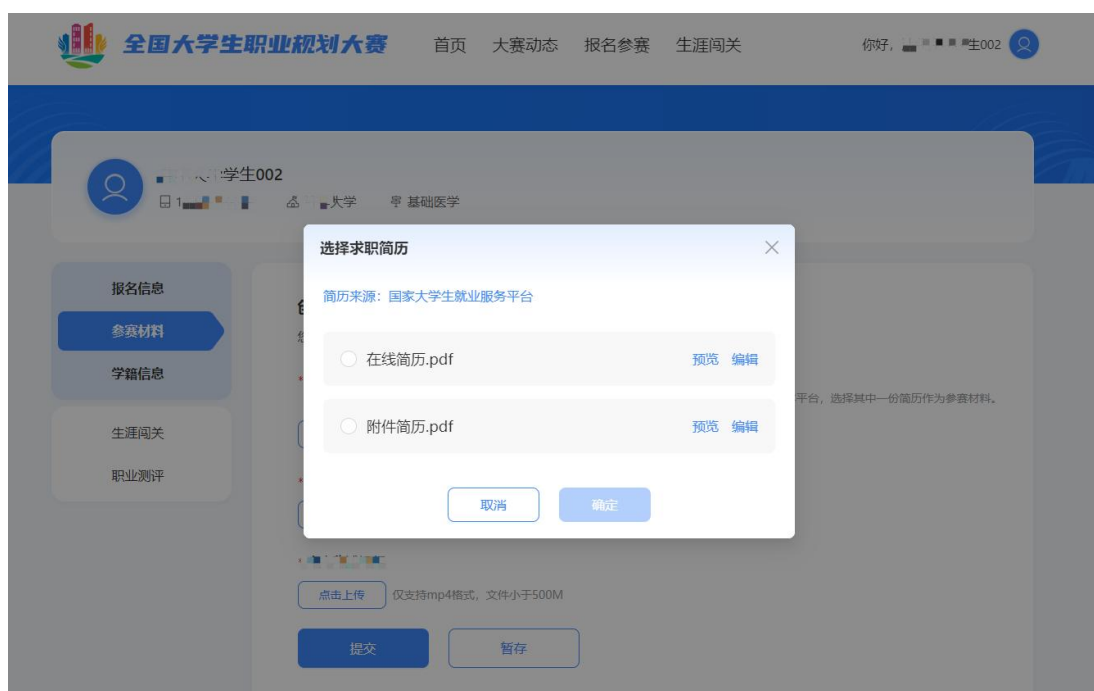 全国大学生职业规划大赛 首页 大赛动态 报名参赛 生涯闯关 你好, 生002
学生002
大学 基础医学
选择求职简历
简历来源：国家大学生就业服务平台
在线简历.pdf 预览 编辑
附件简历.pdf 预览 编辑
取消 确定
报名信息
参赛材料
学籍信息
生涯闯关
职业测评
平台，选择其中一份简历作为参赛材料。
点击上传 仅支持mp4格式，文件小于500M
提交 暂存